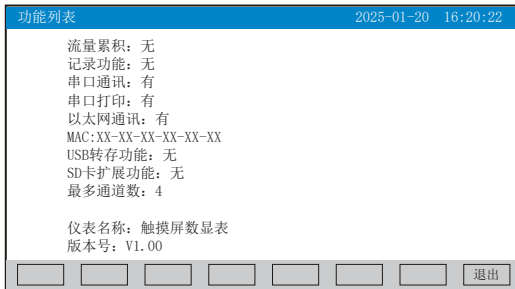 功能列表 2025-01-20 16:20:22
流量累积：无
记录功能：无
串口通讯：有
串口打印：有
以太网通讯：有
MAC:XX-XX-XX-XX-XX-XX
USB转存功能：无
SD卡扩展功能：无
最多通道数：4
仪表名称：触摸屏数显表
版本号：V1.00
退出